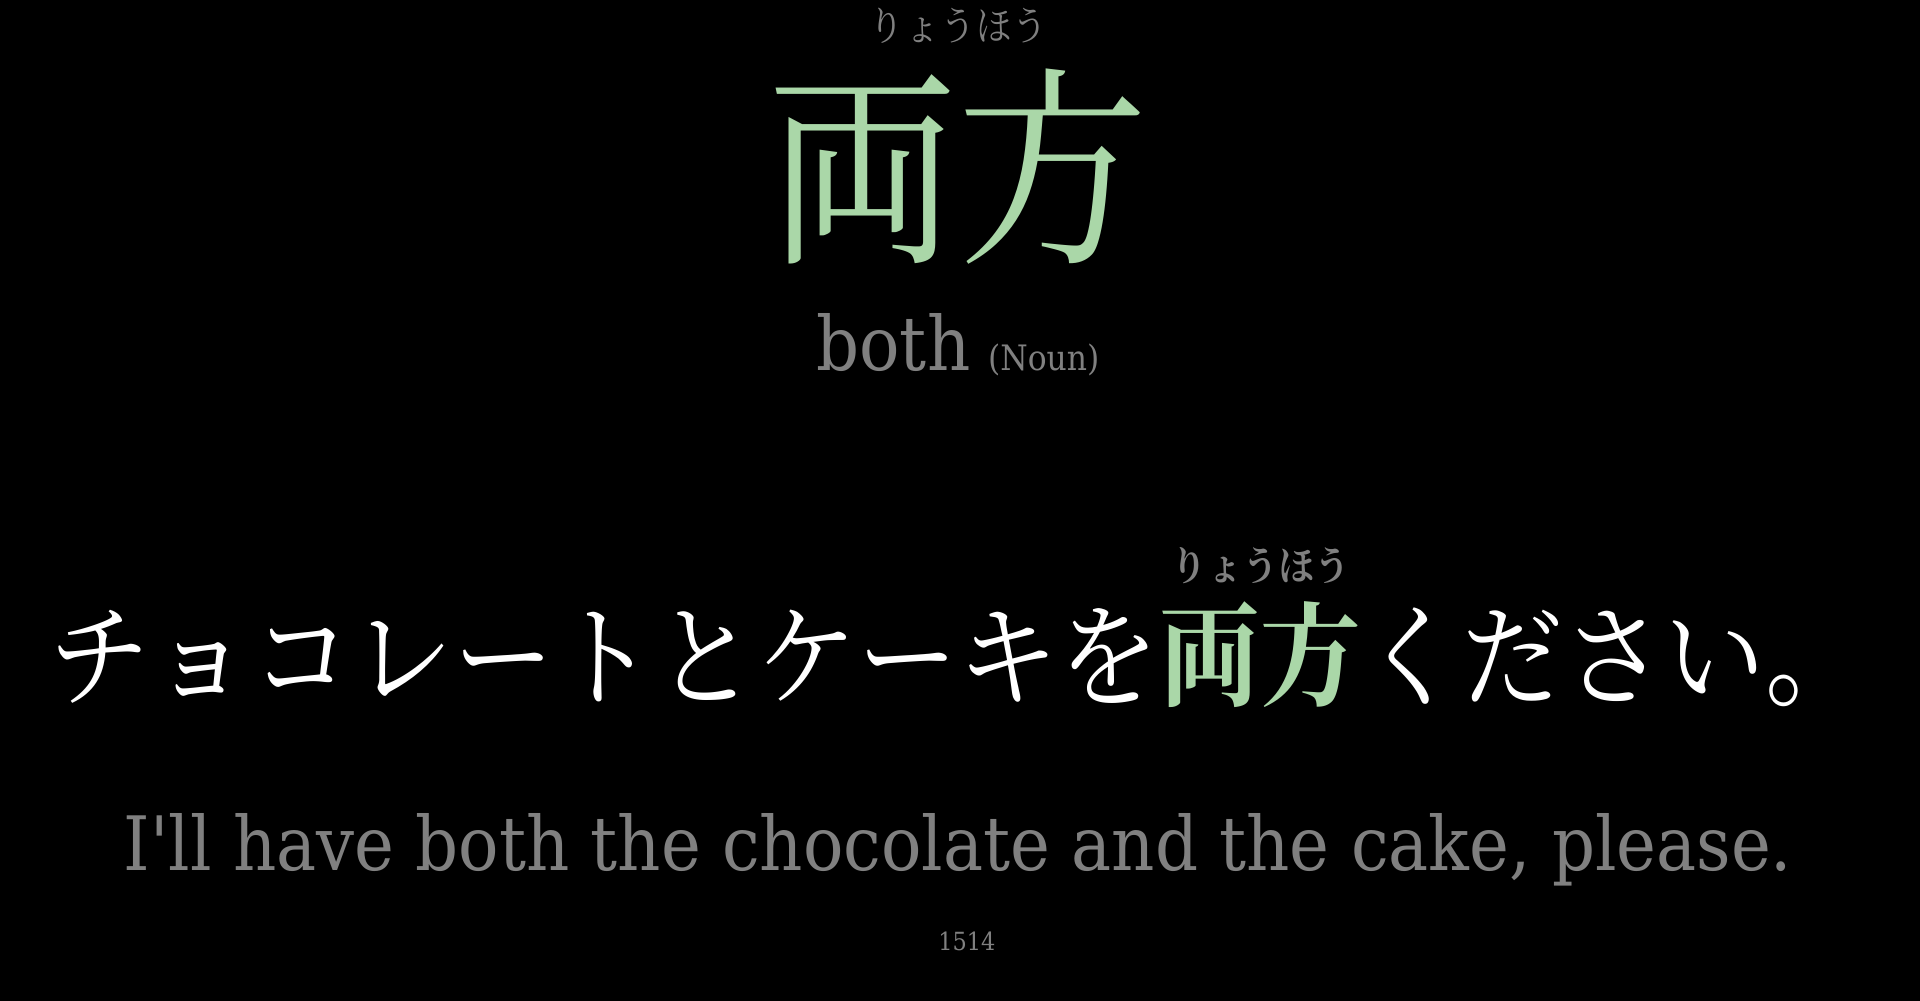 りょうほう
両方
both (Noun)
りょうほう
チョコレートとケーキを両方ください。
I'll have both the chocolate and the cake, please.
1514